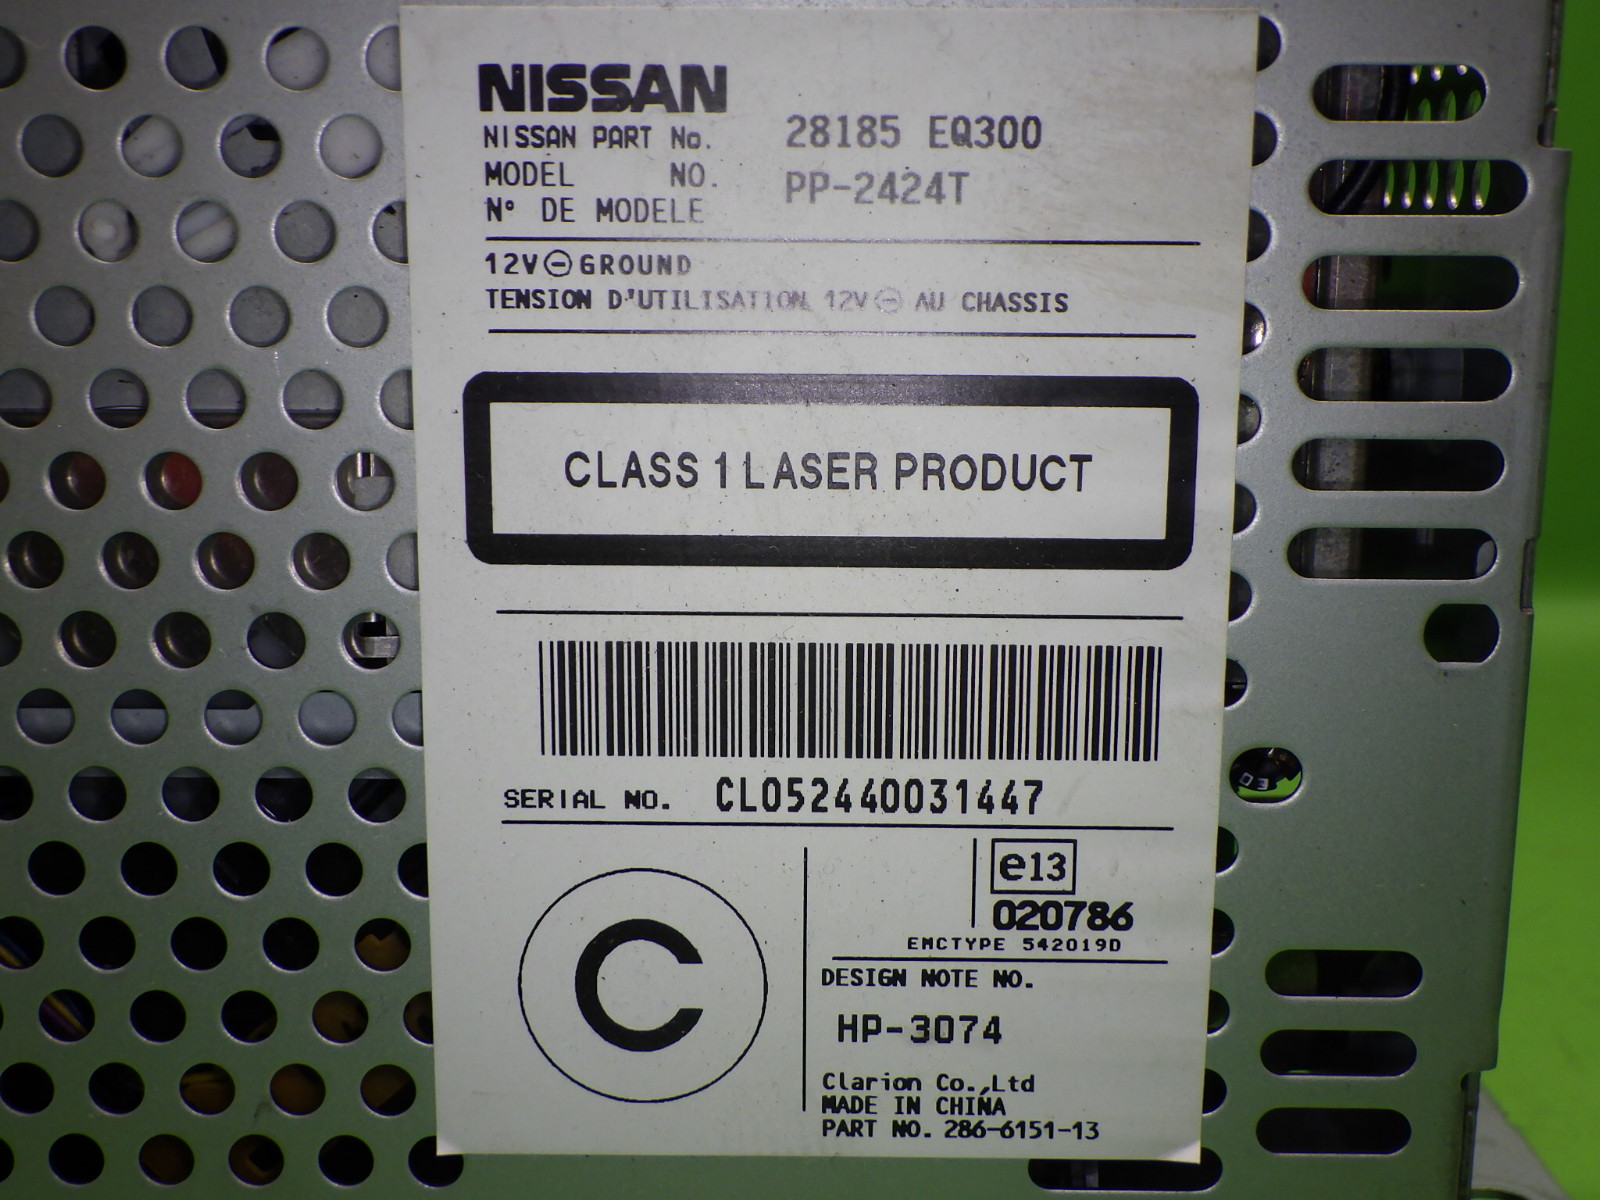 NISSAN
NISSAN PART No. 28185 EQ300
MODEL NO. PP-2424T
N° DE MODELE
12V⊖GROUND
TENSION D'UTILISATION 12V⊖ AU CHASSIS
CLASS 1 LASER PRODUCT
SERIAL NO. CL052440031447
03
C
e13
020786
EMCTYPE 542019D
DESIGN NOTE NO.
HP-3074
Clarion Co.,Ltd
MADE IN CHINA
PART NO. 286-6151-13